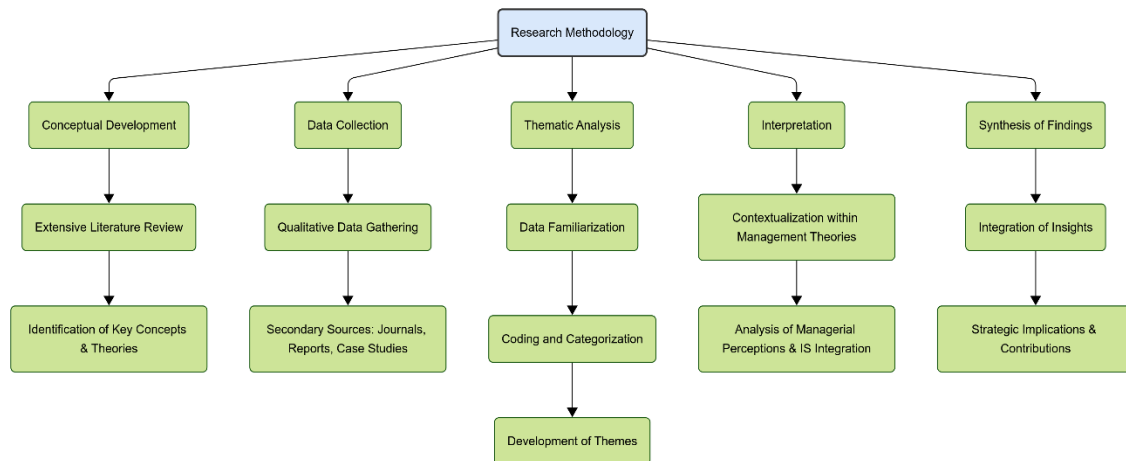 Research Methodology
Conceptual Development
Data Collection
Thematic Analysis
Interpretation
Synthesis of Findings
Extensive Literature Review
Qualitative Data Gathering
Data Familiarization
Contextualization within
Management Theories
Integration of Insights
Identification of Key Concepts
& Theories
Secondary Sources: Journals,
Reports, Case Studies
Coding and Categorization
Analysis of Managerial
Perceptions & IS Integration
Strategic Implications &
Contributions
Development of Themes